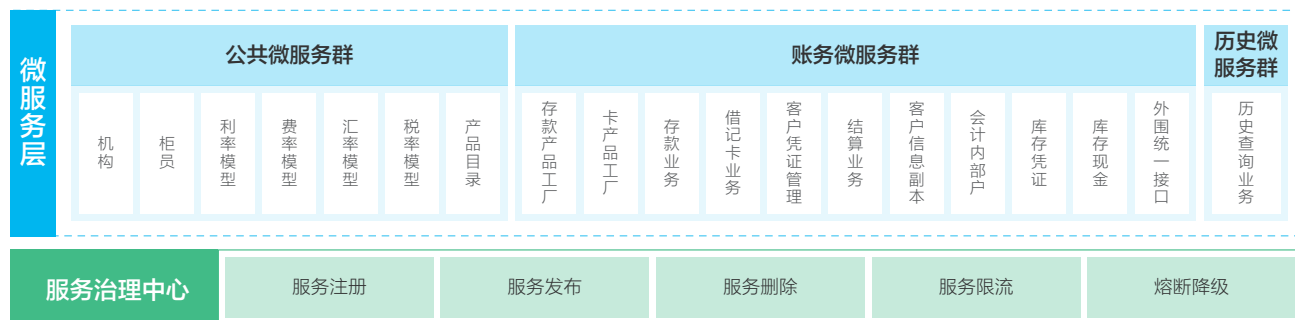 微服务层
公共微服务群
机构
柜员
利率模型
费率模型
汇率模型
税率模型
产品目录
账务微服务群
存款产品工厂
卡产品工厂
存款业务
借记卡业务
客户凭证管理
结算业务
客户信息副本
会计内部户
库存凭证
库存现金
外围统一接口
历史微
服务群
历史查询业务
服务治理中心
服务注册
服务发布
服务删除
服务限流
熔断降级